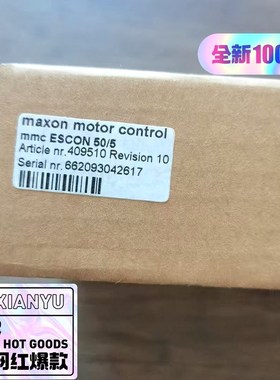 全新100
maxon motor control
mmc ESCON 50/5
Article nr.409510 Revision 10
Serial nr.662093042617
XIANYU
HOT GOODS
网红爆款